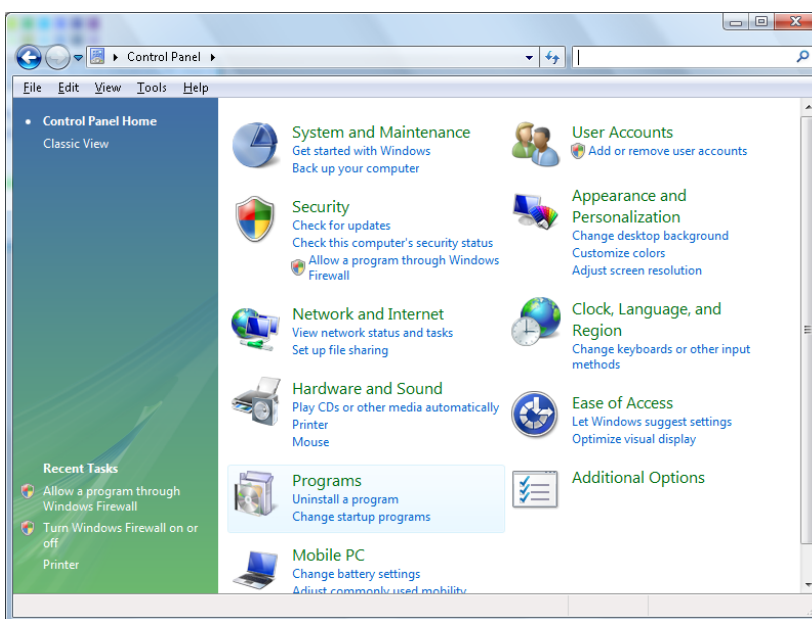 Control Panel
File Edit View Tools Help
Control Panel Home
Classic View
System and Maintenance
Get started with Windows
Back up your computer
Security
Check for updates
Check this computer's security status
Allow a program through Windows
Firewall
Network and Internet
View network status and tasks
Set up file sharing
Hardware and Sound
Play CDs or other media automatically
Printer
Mouse
Programs
Uninstall a program
Change startup programs
Mobile PC
Change battery settings
Adjust commonly used mobility
User Accounts
Add or remove user accounts
Appearance and
Personalization
Change desktop background
Customize colors
Adjust screen resolution
Clock, Language, and
Region
Change keyboards or other input
methods
Ease of Access
Let Windows suggest settings
Optimize visual display
Additional Options
Recent Tasks
Allow a program through
Windows Firewall
Turn Windows Firewall on or
off
Printer